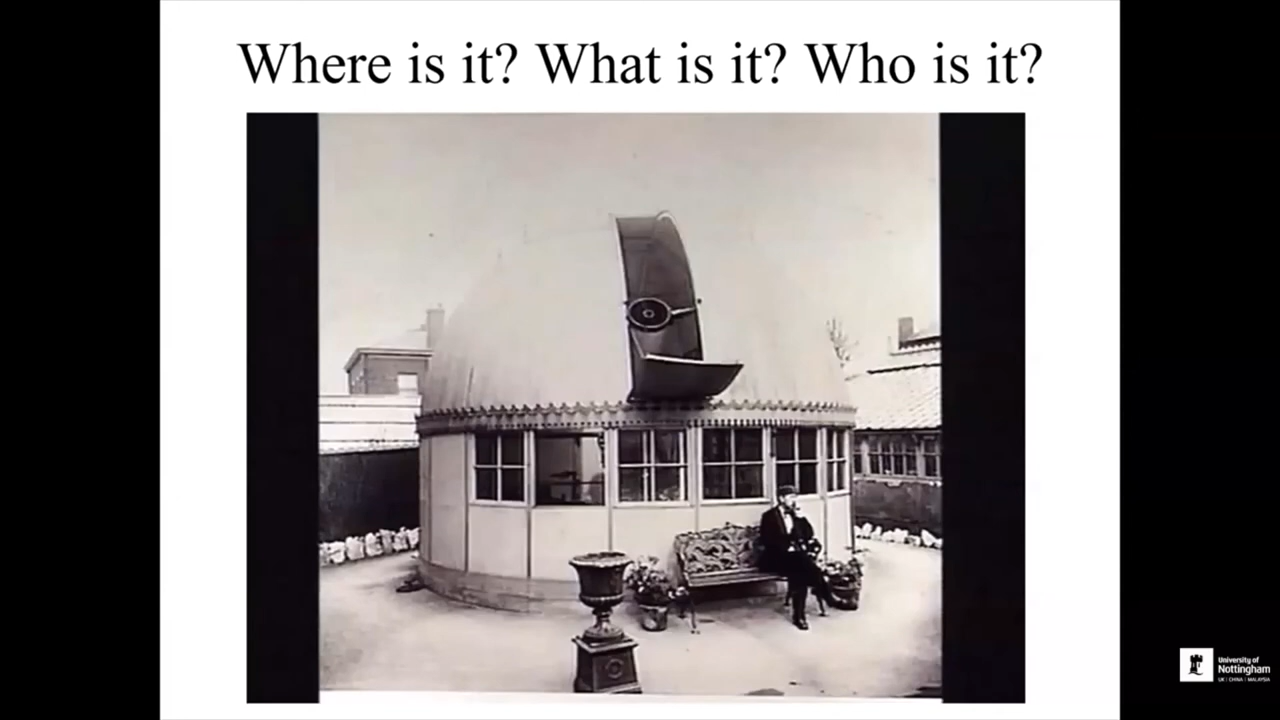 Where is it? What is it? Who is it?
University of
Nottingham
UK | CHINA | MALAYSIA